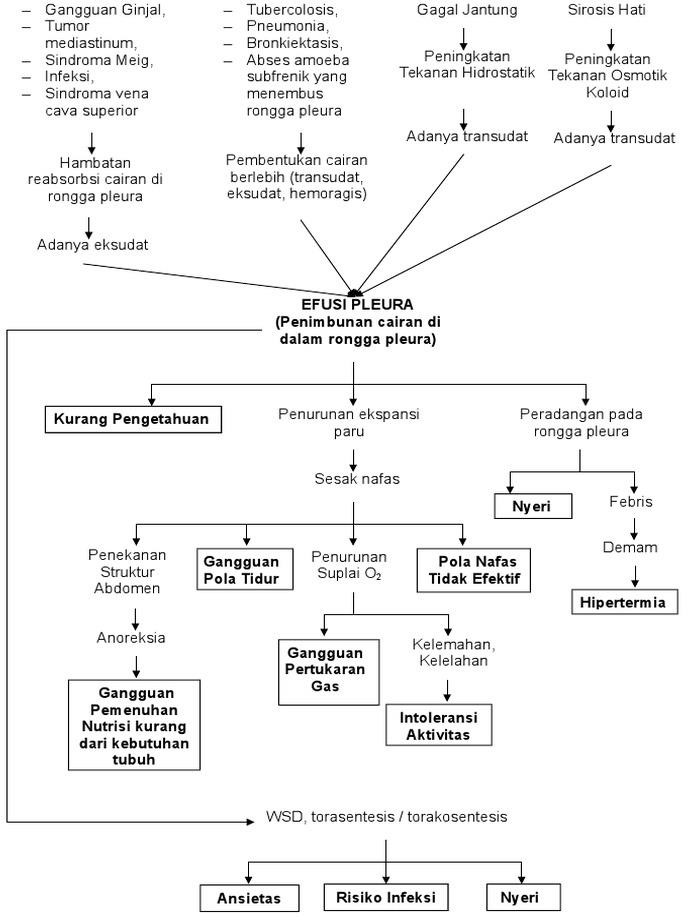 – Gangguan Ginjal,
– Tumor
mediastinum,
– Sindroma Meig,
– Infeksi,
– Sindroma vena
cava superior
Hambatan
reabsorbsi cairan di
rongga pleura
Adanya eksudat
– Tubercolosis,
– Pneumonia,
– Bronkiektasis,
– Abses amoeba
subfrenik yang
menembus
rongga pleura
Pembentukan cairan
berlebih (transudat,
eksudat, hemoragis)
Gagal Jantung
Peningkatan
Tekanan Hidrostatik
Adanya transudat
Sirosis Hati
Peningkatan
Tekanan Osmotik
Koloid
Adanya transudat
EFUSI PLEURA
(Penimbunan cairan di
dalam rongga pleura)
Kurang Pengetahuan
Penurunan ekspansi
paru
Sesak nafas
Peradangan pada
rongga pleura
Nyeri
Febris
Demam
Hipertermia
Penekanan
Struktur
Abdomen
Anoreksia
Gangguan
Pemenuhan
Nutrisi kurang
dari kebutuhan
tubuh
Gangguan
Pola Tidur
Penurunan
Suplai O₂
Gangguan
Pertukaran
Gas
Kelemahan,
Kelelahan
Intoleransi
Aktivitas
Pola Nafas
Tidak Efektif
WSD, torasentesis / torakosentesis
Ansietas
Risiko Infeksi
Nyeri